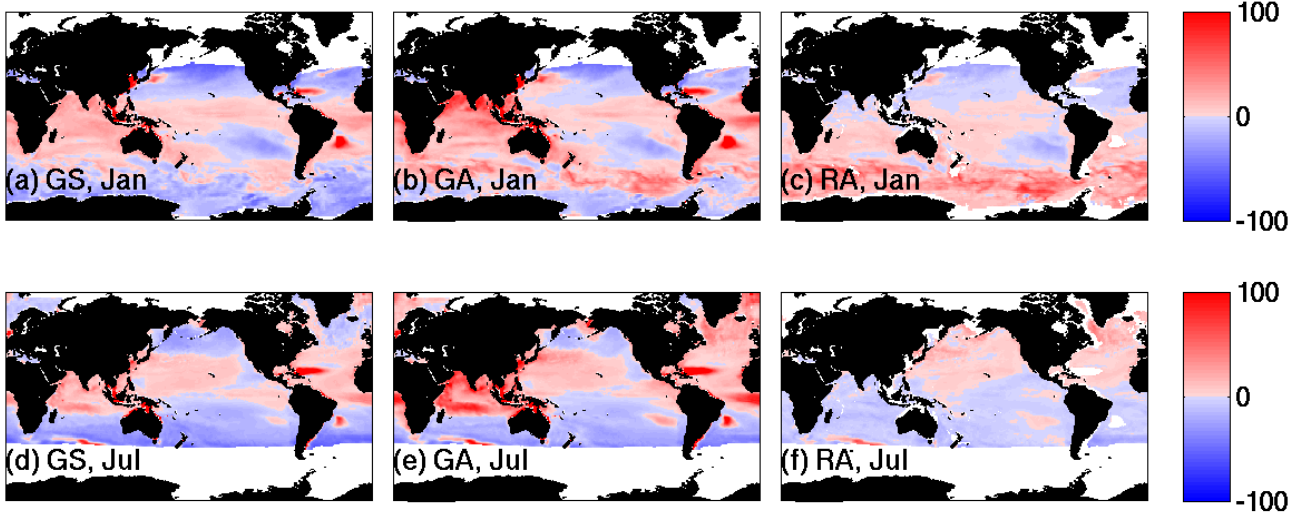 (a) GS, Jan
(b) GA, Jan
(c) RA, Jan
100
0
-100
(d) GS, Jul
(e) GA, Jul
(f) RA, Jul
100
0
-100